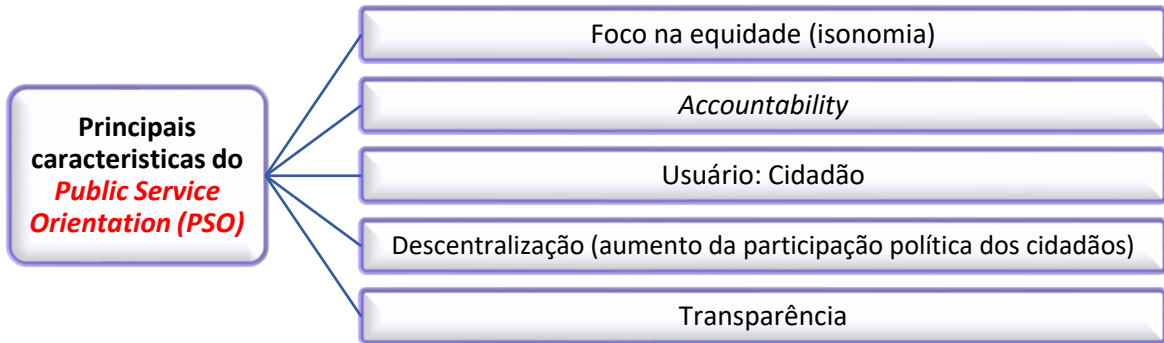 Principais
caracteristicas do
Public Service
Orientation (PSO)
Foco na equidade (isonomia)
Accountability
Usuário: Cidadão
Descentralização (aumento da participação política dos cidadãos)
Transparência